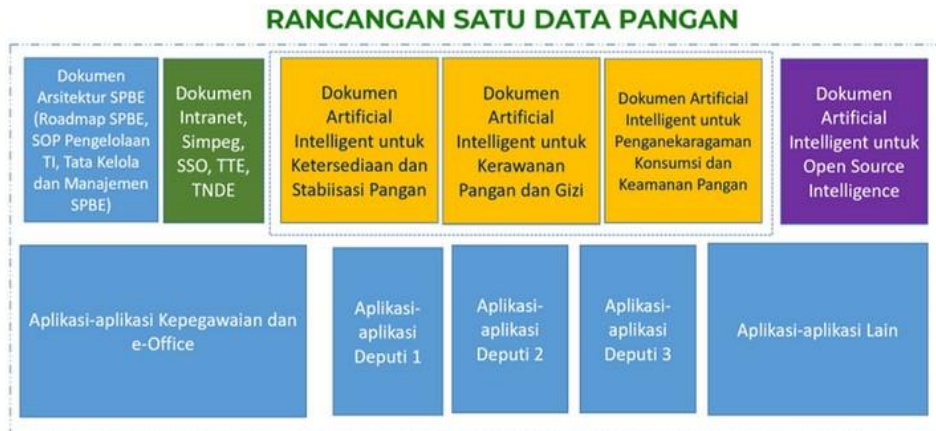 RANCANGAN SATU DATA PANGAN
Dokumen
Arsitektur SPBE
(Roadmap SPBE,
SOP Pengelolaan
TI, Tata Kelola
dan Manajemen
SPBE)
Dokumen
Intranet,
Simpeg,
SSO, TTE,
TNDE
Dokumen
Artificial
Intelligent untuk
Ketersediaan dan
Stabiisasi Pangan
Dokumen
Artificial
Intelligent untuk
Kerawanan
Pangan dan Gizi
Dokumen Artificial
Intelligent untuk
Penganekaragaman
Konsumsi dan
Keamanan Pangan
Dokumen
Artificial
Intelligent untuk
Open Source
Intelligence
Aplikasi-aplikasi Kepegawaian dan
e-Office
Aplikasi-
aplikasi
Deputi 1
Aplikasi-
aplikasi
Deputi 2
Aplikasi-
aplikasi
Deputi 3
Aplikasi-aplikasi Lain